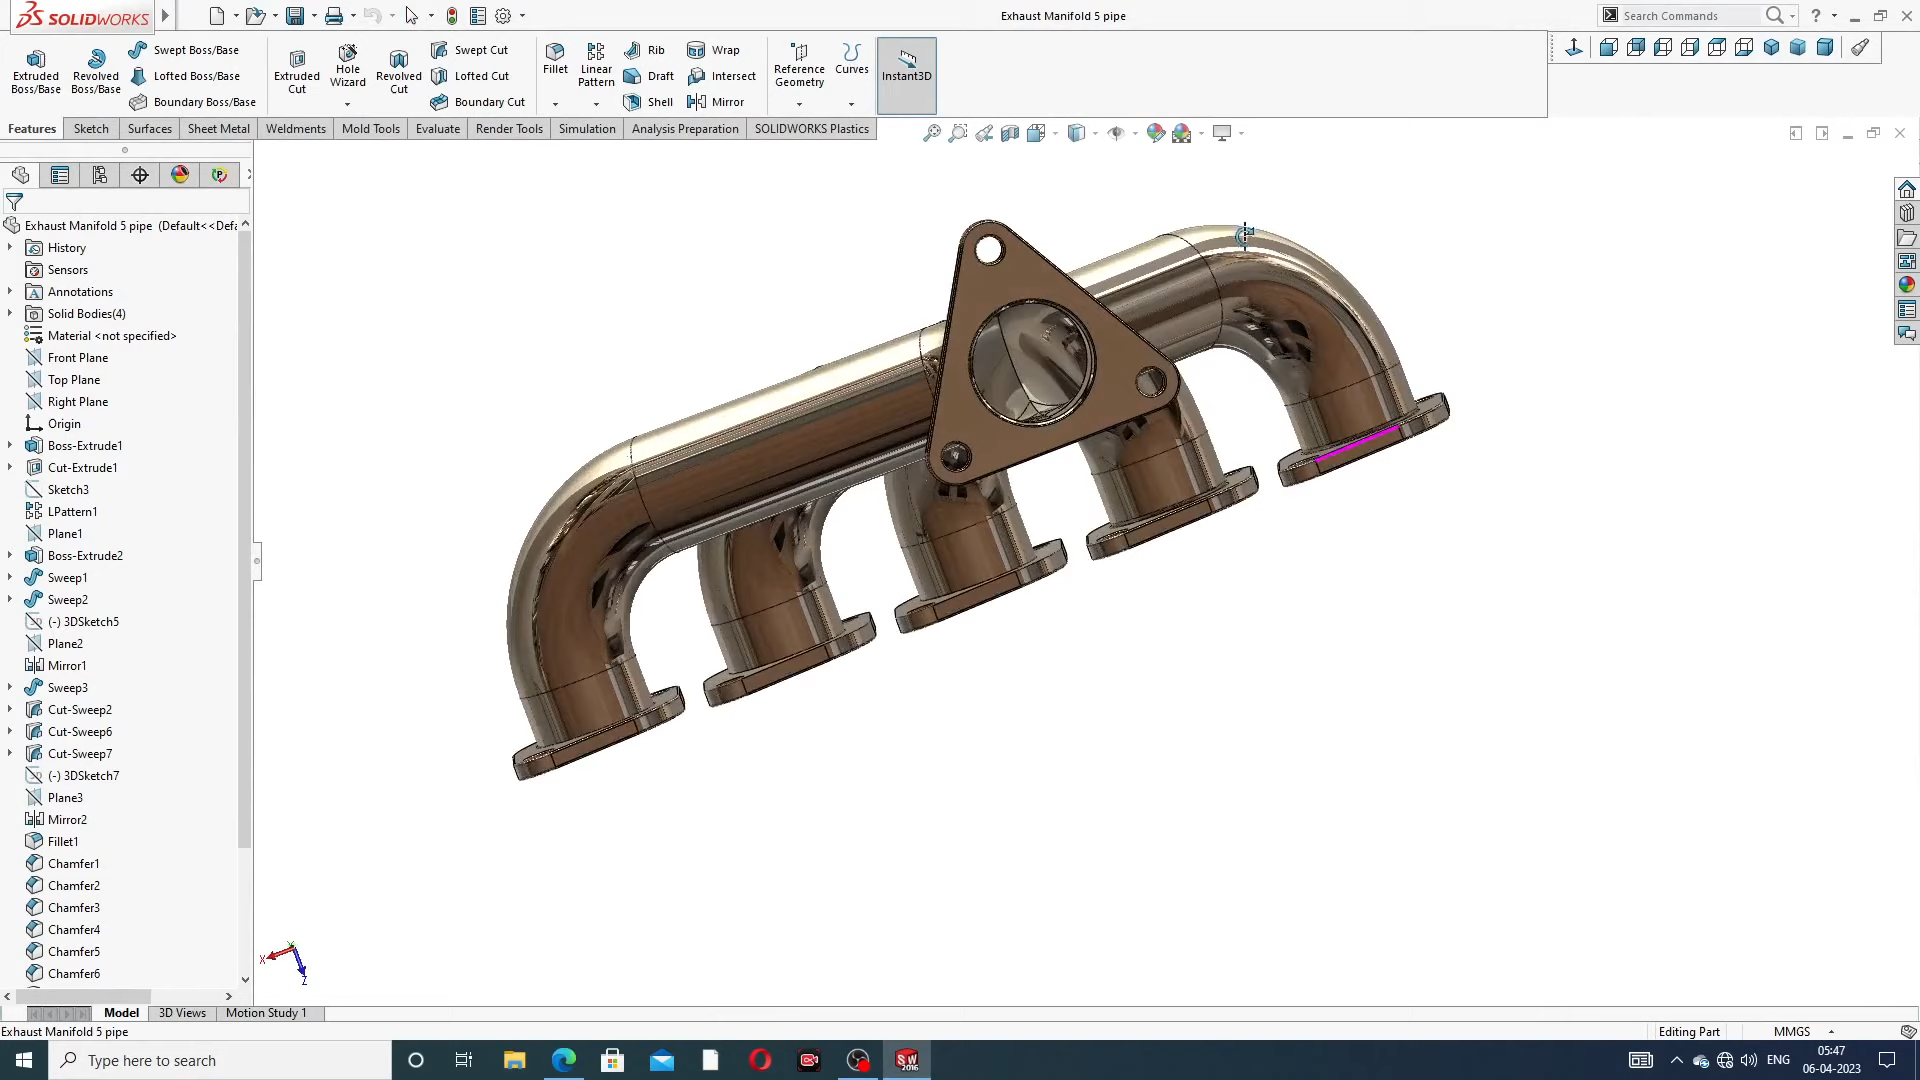 SOLIDWORKS
Exhaust Manifold 5 pipe
Search Commands
?
Extruded Boss/Base
Revolved Boss/Base
Swept Boss/Base
Lofted Boss/Base
Boundary Boss/Base
Extruded Cut
Hole Wizard
Revolved Cut
Swept Cut
Lofted Cut
Boundary Cut
Fillet
Linear Pattern
Rib
Draft
Shell
Wrap
Intersect
Mirror
Reference Geometry
Curves
Instant3D
Features
Sketch
Surfaces
Sheet Metal
Weldments
Mold Tools
Evaluate
Render Tools
Simulation
Analysis Preparation
SOLIDWORKS Plastics
Exhaust Manifold 5 pipe (Default<<Defa
History
Sensors
Annotations
Solid Bodies(4)
Material <not specified>
Front Plane
Top Plane
Right Plane
Origin
Boss-Extrude1
Cut-Extrude1
Sketch3
LPattern1
Plane1
Boss-Extrude2
Sweep1
Sweep2
(-) 3DSketch5
Plane2
Mirror1
Sweep3
Cut-Sweep2
Cut-Sweep6
Cut-Sweep7
(-) 3DSketch7
Plane3
Mirror2
Fillet1
Chamfer1
Chamfer2
Chamfer3
Chamfer4
Chamfer5
Chamfer6
X
Y
Z
Model
3D Views
Motion Study 1
Exhaust Manifold 5 pipe
Editing Part
MMGS
Type here to search
SW
2016
ENG
05:47
06-04-2023